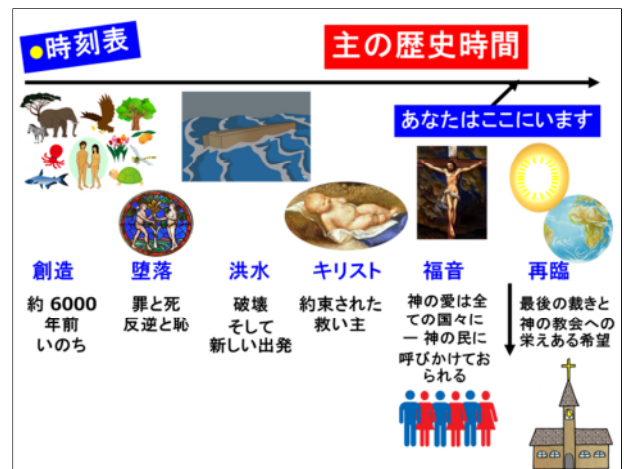 ●時刻表
主の歴史時間
あなたはここにいます
創造
約 6000
年前
いのち
堕落
罪と死
反逆と恥
洪水
破壊
そして
新しい出発
キリスト
約束された
救い主
福音
神の愛は全
ての国々に
― 神の民に
呼びかけてお
られる
再臨
最後の裁きと
神の教会への
栄えある希望